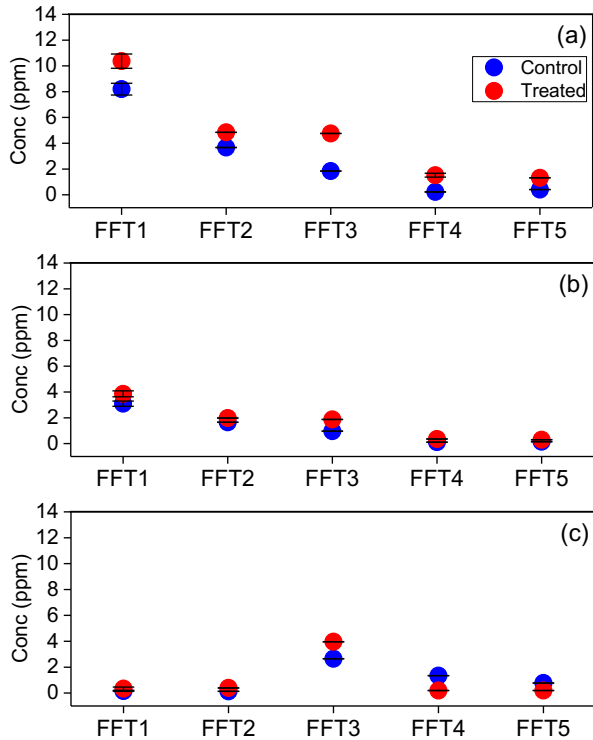 14
(a)
12
Control
10
Treated
8
6
4
2
0
Conc (ppm)
FFT1 FFT2 FFT3 FFT4 FFT5
14
(b)
12
10
8
6
4
2
0
Conc (ppm)
FFT1 FFT2 FFT3 FFT4 FFT5
14
(c)
12
10
8
6
4
2
0
Conc (ppm)
FFT1 FFT2 FFT3 FFT4 FFT5